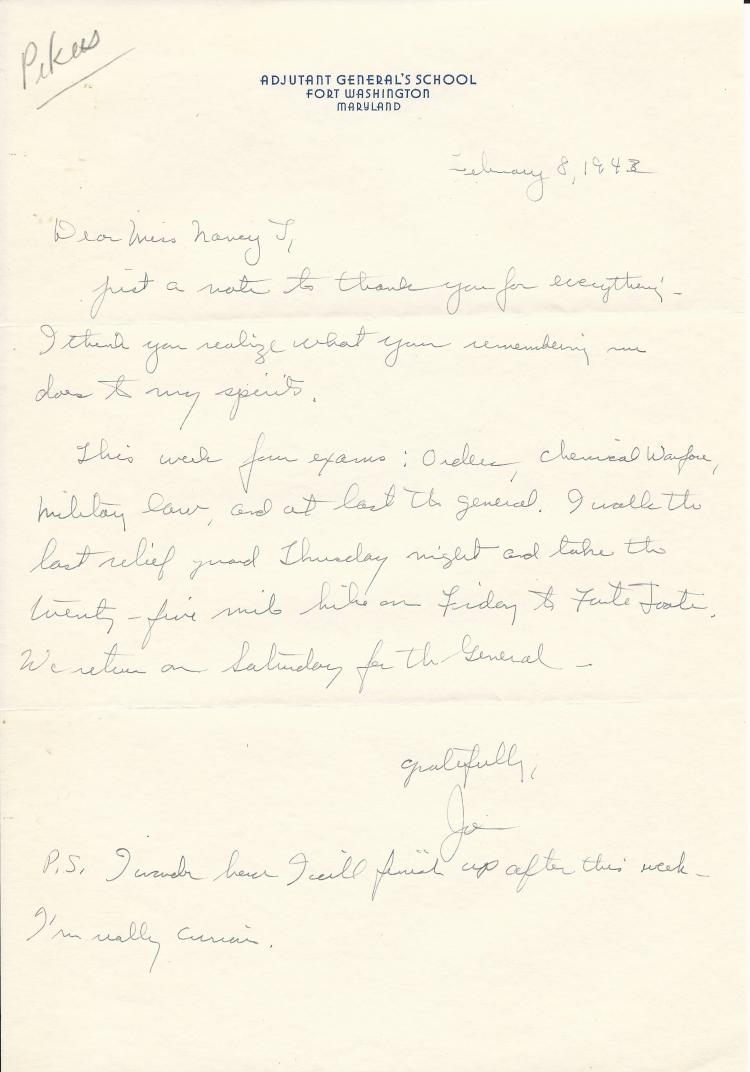 Pikus
ADJUTANT GENERAL'S SCHOOL
FORT WASHINGTON
MARYLAND
February 8, 1943
Dear Miss Nancy T,
Just a note to thank you for everything -
I think you realize what your remembering me
does to my spirits.
This week four exams: Orders, Chemical Warfare,
Military law, and at last the general. I walk the
last relief guard Thursday night and take the
twenty-five mile hike on Friday to Foote.
We return on Saturday for the General -
Gratefully,
Joe
P.S. I wonder how I will finish up after this week -
I'm really curious.